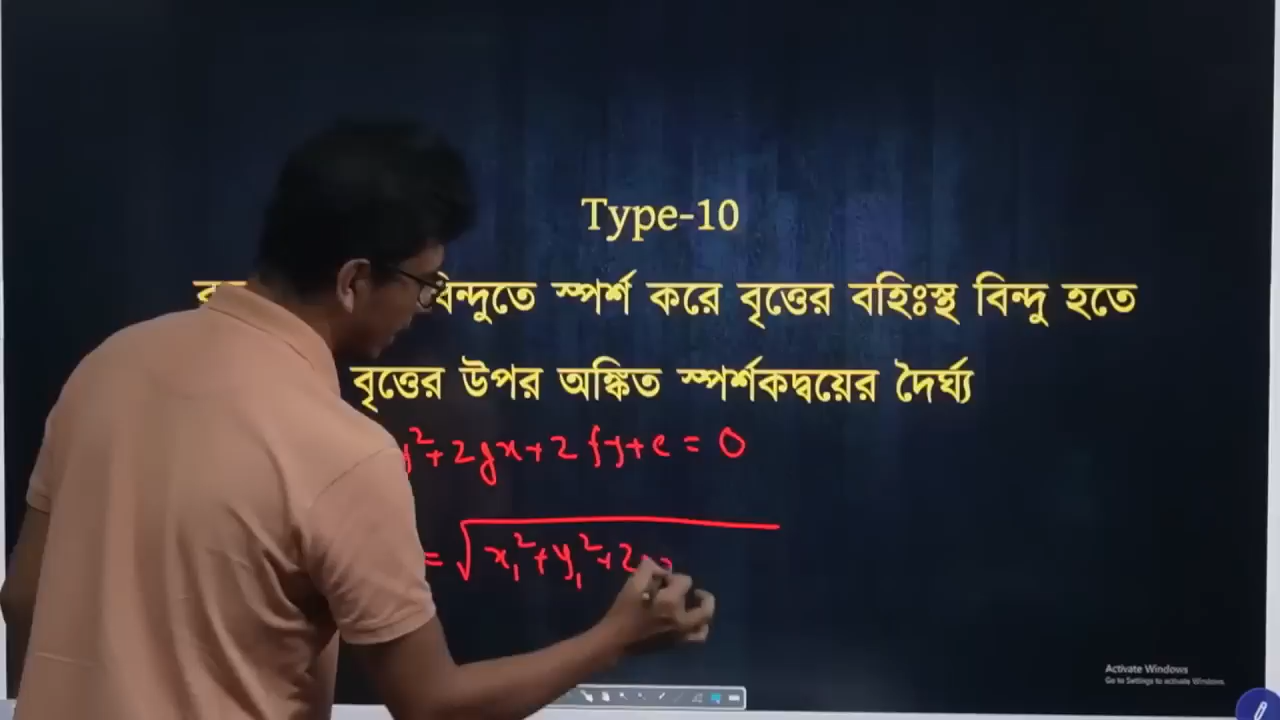 Type-10
বিন্দুতে স্পর্শ করে বৃত্তের বহিঃস্থ বিন্দু হতে
বৃত্তের উপর অঙ্কিত স্পর্শকদ্বয়ের দৈর্ঘ্য
y²+2gx+2fy+c = 0
= √x₁²+y₁²+2
Activate Windows
Go to Settings to activate Windows.